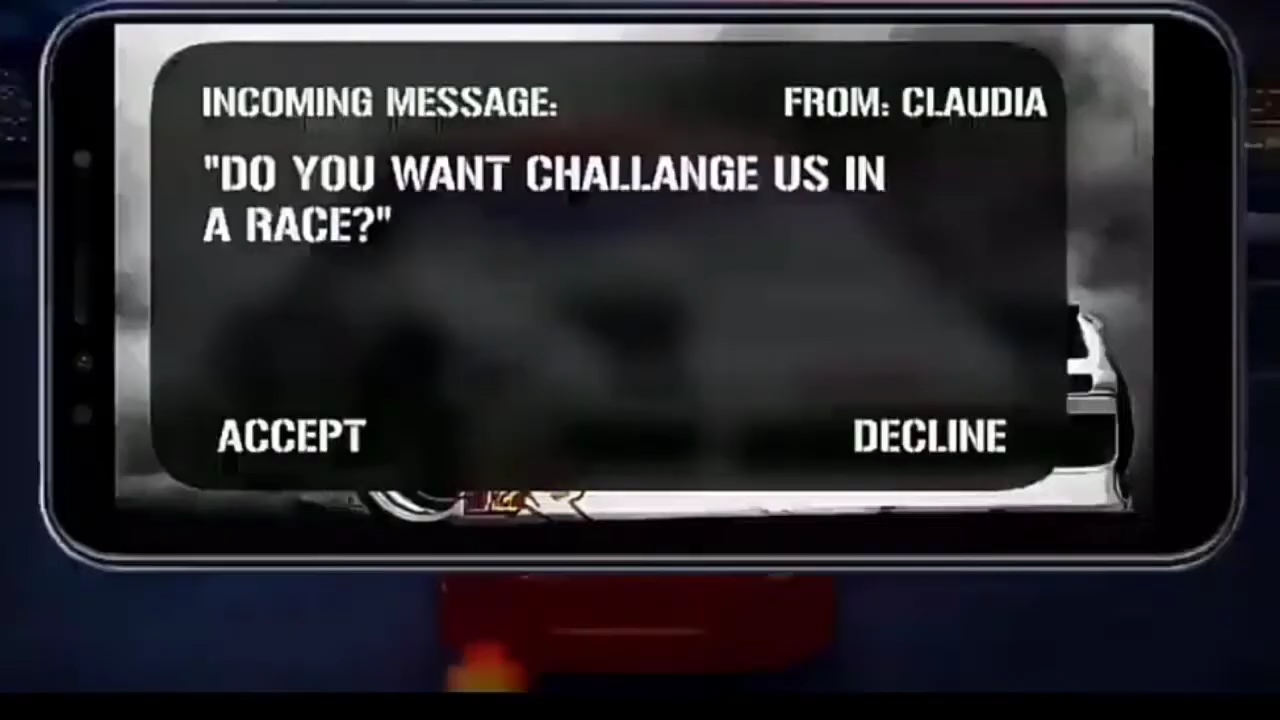 INCOMING MESSAGE: FROM: CLAUDIA
"DO YOU WANT CHALLANGE US IN
A RACE?"
ACCEPT DECLINE